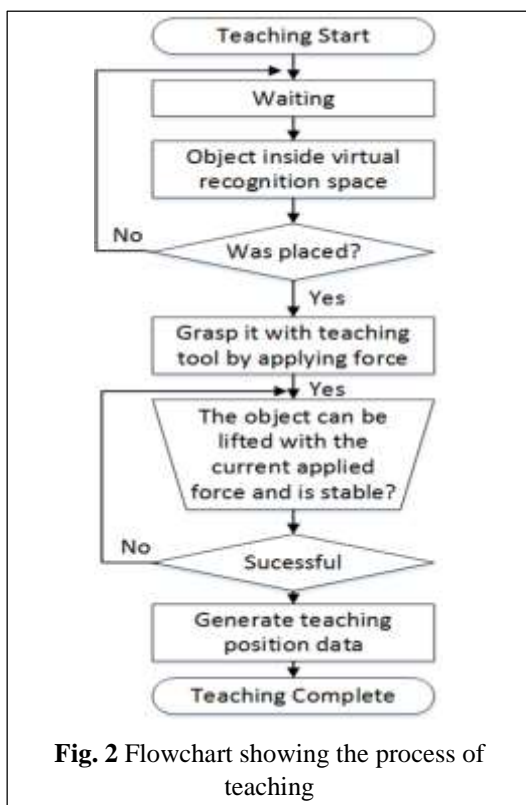 Teaching Start
Waiting
Object inside virtual
recognition space
No
Was placed?
Yes
Grasp it with teaching
tool by applying force
Yes
The object can be
lifted with the
current applied
force and is stable?
No
Sucessful
Generate teaching
position data
Teaching Complete
Fig. 2 Flowchart showing the process of
teaching